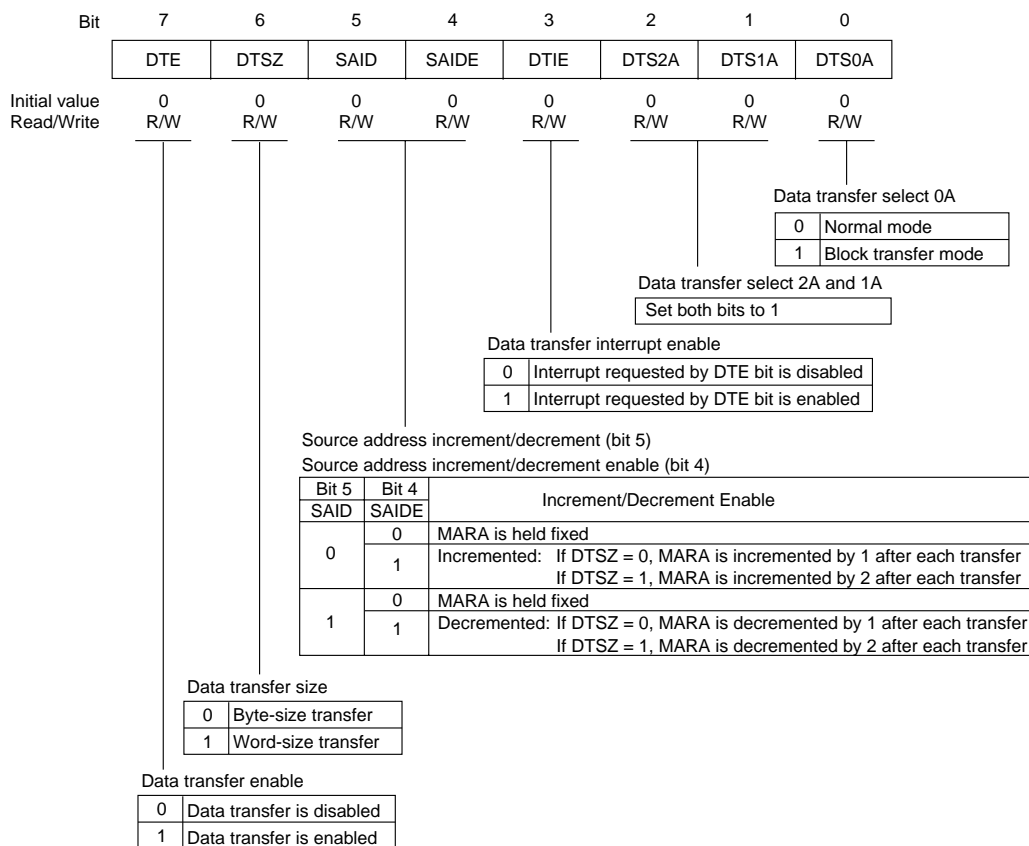 Bit 7 6 5 4 3 2 1 0
DTE DTSZ SAID SAIDE DTIE DTS2A DTS1A DTS0A
Initial value 0 0 0 0 0 0 0 0
Read/Write R/W R/W R/W R/W R/W R/W R/W R/W
Data transfer select 0A
0 Normal mode
1 Block transfer mode
Data transfer select 2A and 1A
Set both bits to 1
Data transfer interrupt enable
0 Interrupt requested by DTE bit is disabled
1 Interrupt requested by DTE bit is enabled
Source address increment/decrement (bit 5)
Source address increment/decrement enable (bit 4)
Bit 5 Bit 4 Increment/Decrement Enable
SAID SAIDE
0 0 MARA is held fixed
1 Incremented: If DTSZ = 0, MARA is incremented by 1 after each transfer
If DTSZ = 1, MARA is incremented by 2 after each transfer
1 0 MARA is held fixed
1 Decremented: If DTSZ = 0, MARA is decremented by 1 after each transfer
If DTSZ = 1, MARA is decremented by 2 after each transfer
Data transfer size
0 Byte-size transfer
1 Word-size transfer
Data transfer enable
0 Data transfer is disabled
1 Data transfer is enabled